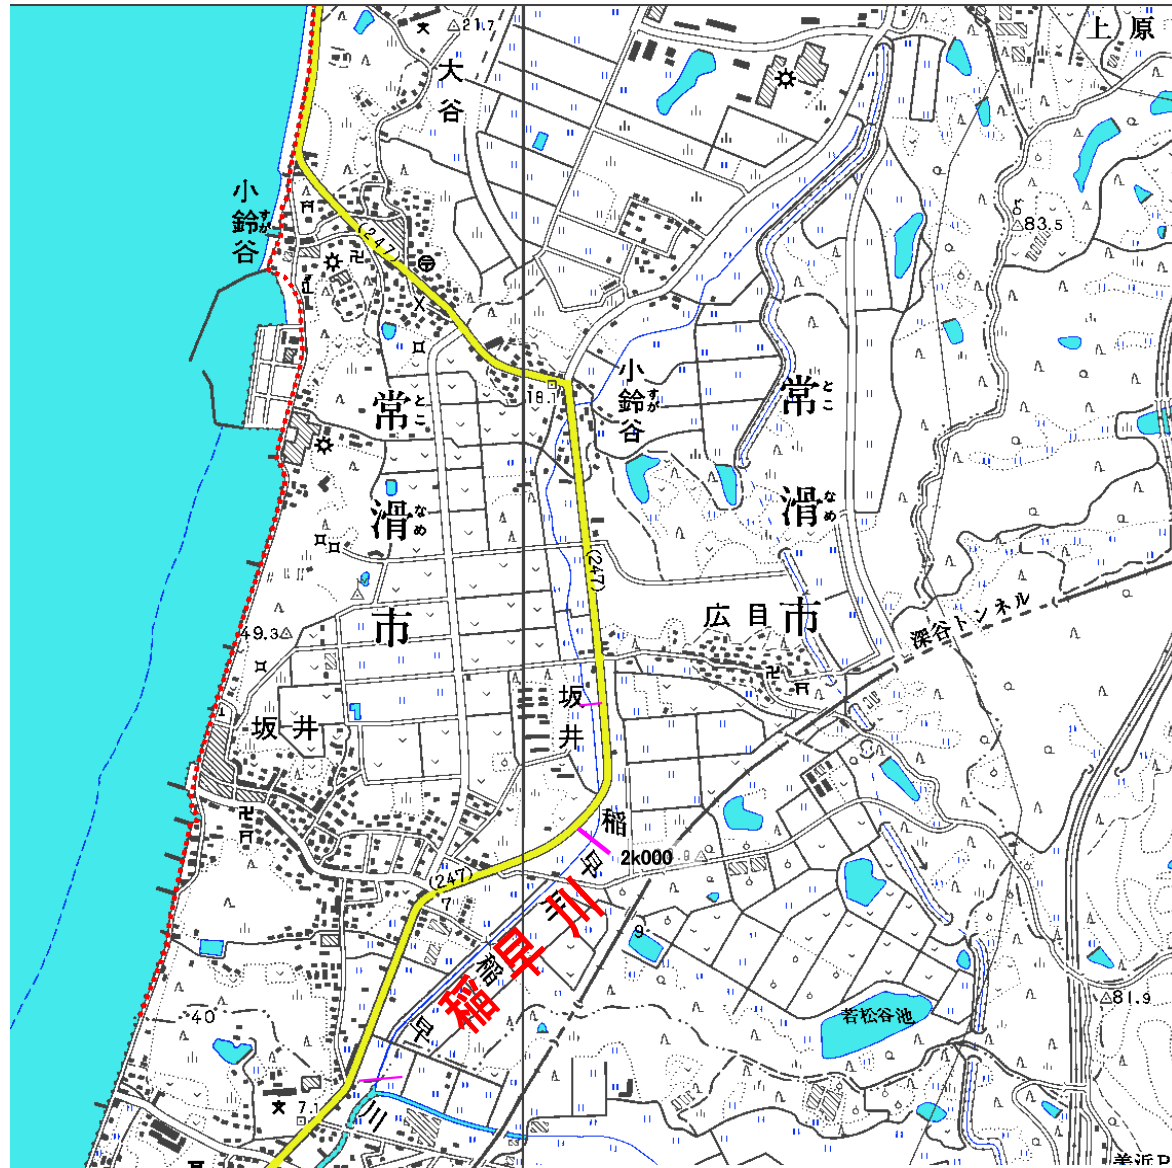 上原
21.7
大谷
小鈴谷
すが
(247)
83.5
18.1
小鈴谷
すが
常滑市
とこ
なめ
常滑市
とこ
なめ
(247)
広目
深谷トンネル
49.3
坂井
坂井
稲早川
2k000
(247)
7
9
稲早川
稲早川
40
若松谷池
81.9
7.1